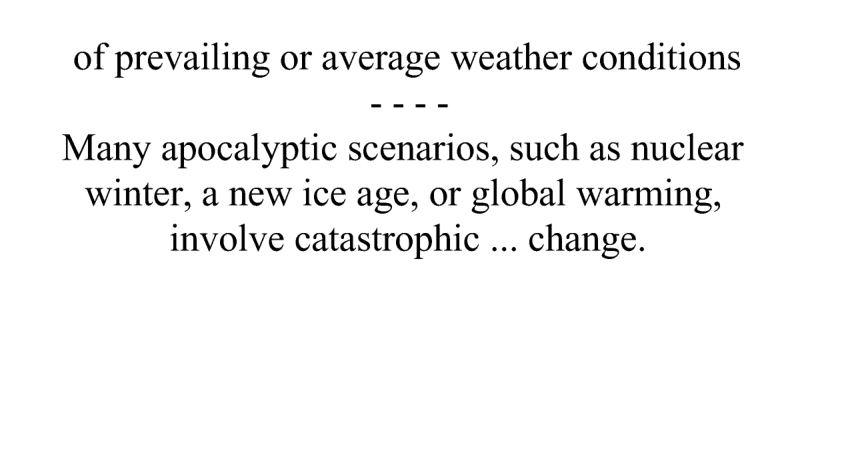 of prevailing or average weather conditions
- - - -
Many apocalyptic scenarios, such as nuclear
winter, a new ice age, or global warming,
involve catastrophic ... change.